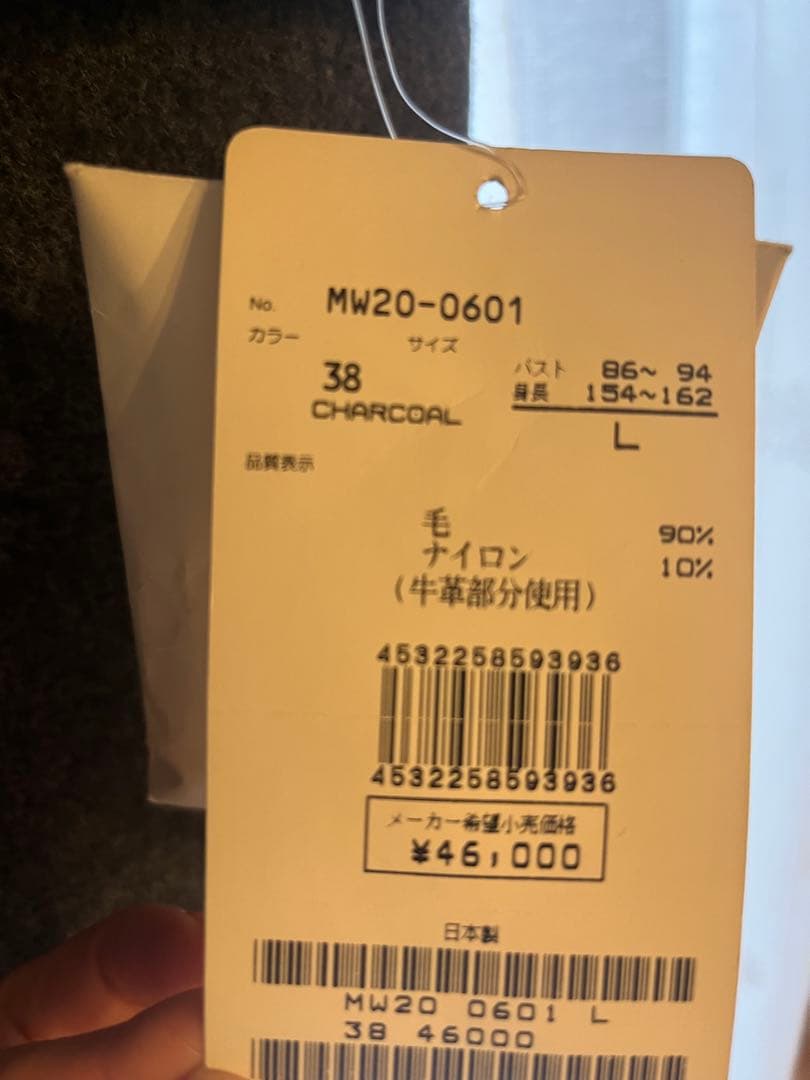 No. MW20-0601
カラー サイズ
38 バスト 86~ 94
CHARCOAL 身長 154~162
L
品質表示
毛 90%
ナイロン 10%
(牛革部分使用)
4532258593936
4532258593936
メーカー希望小売価格
¥46,000
日本製
MW20 0601 L
38 46000